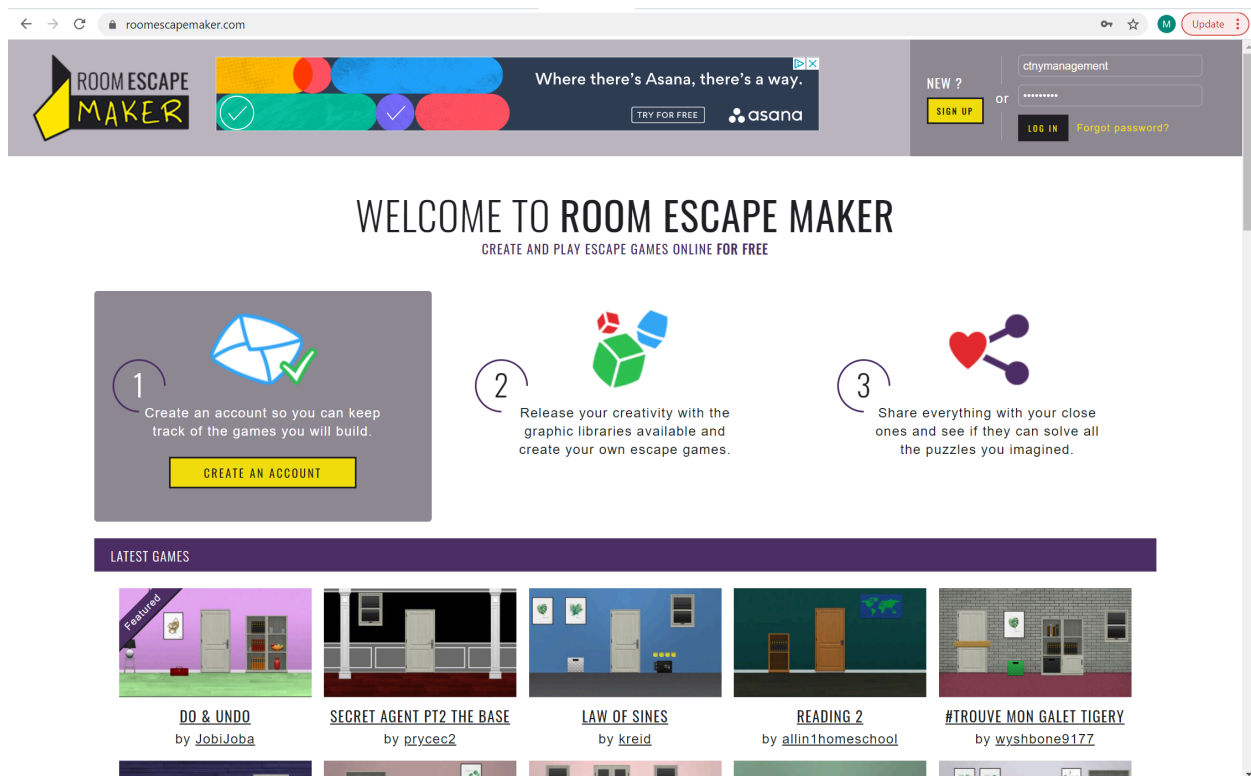 roomescapemaker.com
M
Update
ROOM ESCAPE
MAKER
Where there's Asana, there's a way.
TRY FOR FREE
asana
NEW ?
SIGN UP
or
ctnymanagement
•••••••••
LOG IN
Forgot password?
WELCOME TO ROOM ESCAPE MAKER
CREATE AND PLAY ESCAPE GAMES ONLINE FOR FREE
1
Create an account so you can keep
track of the games you will build.
CREATE AN ACCOUNT
2
Release your creativity with the
graphic libraries available and
create your own escape games.
3
Share everything with your close
ones and see if they can solve all
the puzzles you imagined.
LATEST GAMES
Featured
DO & UNDO
by JobiJoba
SECRET AGENT PT2 THE BASE
by prycec2
LAW OF SINES
by kreid
READING 2
by allin1homeschool
#TROUVE MON GALET TIGERY
by wyshbone9177